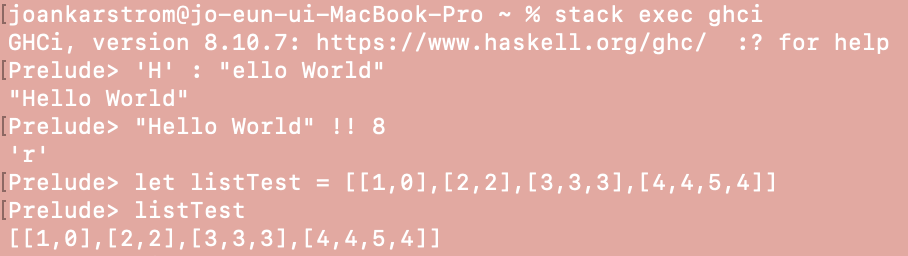 [joankarstrom@jo-eun-ui-MacBook-Pro ~ % stack exec ghci
GHCi, version 8.10.7: https://www.haskell.org/ghc/  :? for help
[Prelude> 'H' : "ello World"
"Hello World"
[Prelude> "Hello World" !! 8
'r'
[Prelude> let listTest = [[1,0],[2,2],[3,3,3],[4,4,5,4]]
[Prelude> listTest
[[1,0],[2,2],[3,3,3],[4,4,5,4]]